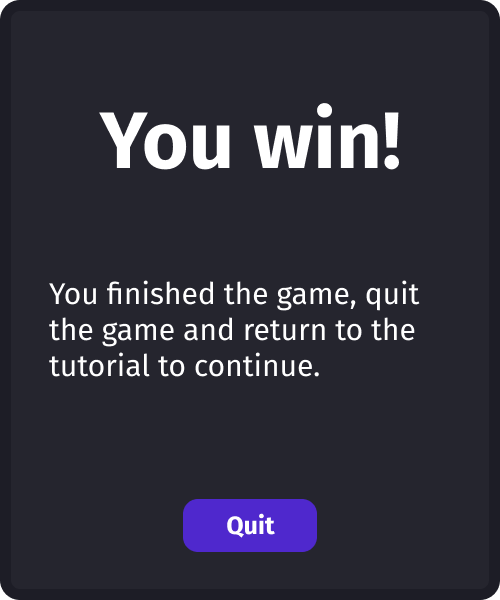 You win!
You finished the game, quit
the game and return to the
tutorial to continue.
Quit